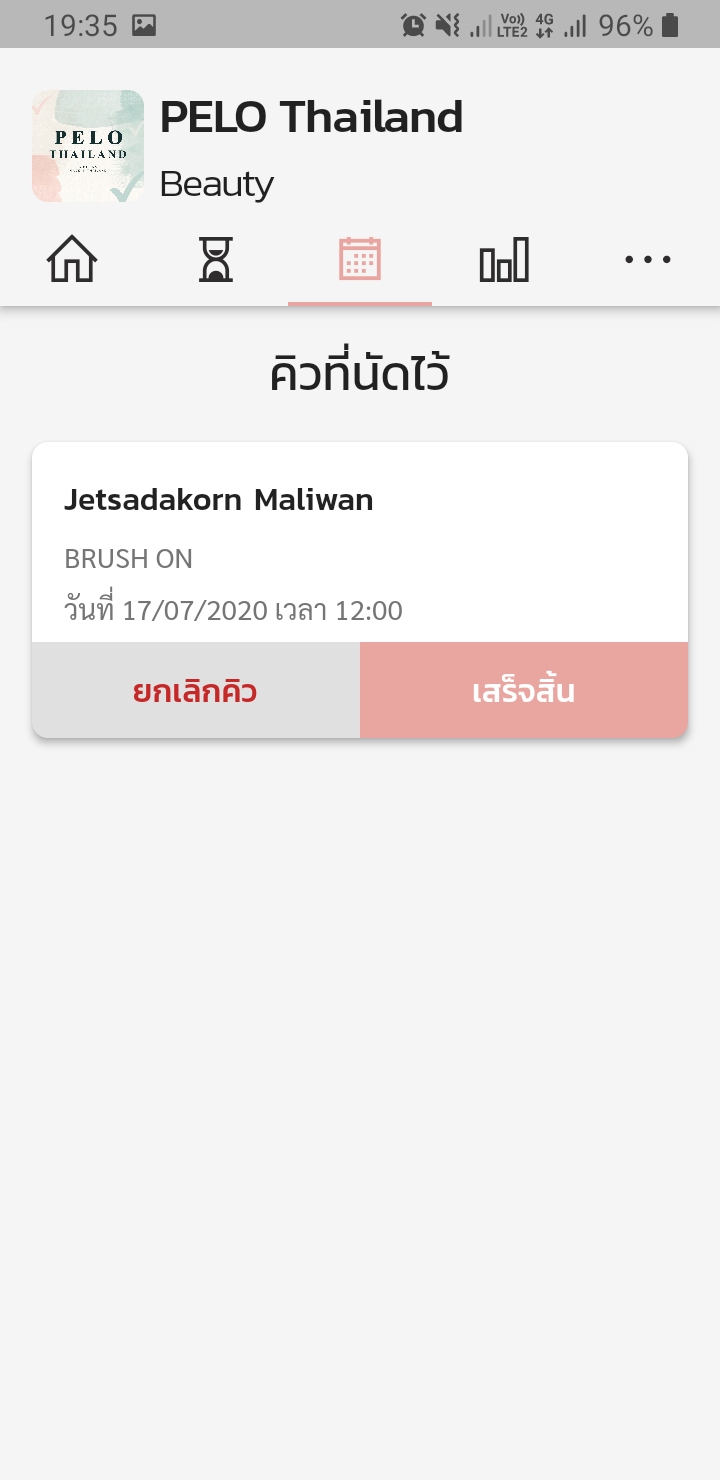 19:35 Vo)) LTE2 4G 96%
PELO
THAILAND
PELO Thailand
Beauty
คิวที่นัดไว้
Jetsadakorn Maliwan
BRUSH ON
วันที่ 17/07/2020 เวลา 12:00
ยกเลิกคิว เสร็จสิ้น